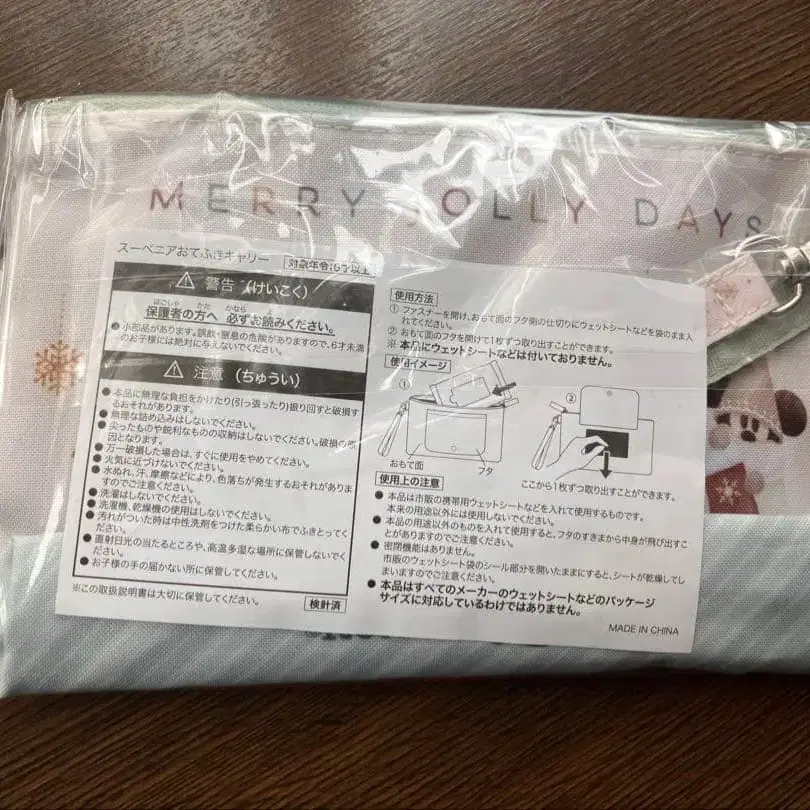 MERRY JOLLY DAYS
スーベニアおてふきキャリー
対象年令:6才以上
警告（けいこく）
ほごしゃ かた かなら よ
保護者の方へ 必ずお読みください。
● 小部品があります。誤飲・窒息の危険がありますので、6才未満
のお子様には絶対に与えないでください。
注意（ちゅうい）
● 本品に無理な負担をかけたり(引っ張ったり)振り回すと破損す
るおそれがあります。
● 無理な詰め込みはしないでください。
● 尖ったものや鋭利なものの収納はしないでください。破損の原
因となります。
● 万一破損した場合は、すぐに使用をやめてください。
● 火気に近づけないでください。
● 水ぬれ、汗、摩擦などにより、色落ちが発生するおそれがありま
すのでご注意ください。
● 洗濯はしないでください。
● 洗濯機、乾燥機の使用はしないでください。
● 汚れがついた時は中性洗剤をつけた柔らかい布でふきとってく
ださい。
● 直射日光の当たるところや、高温多湿な場所に保管しないでく
ださい。
● お子様の手の届かない所に保管してください。
※この取扱説明書は大切に保管してください。
検針済
使用方法
① ファスナーを開け、おもて面のフタ側の仕切りにウェットシートなどを袋のまま入
れてください。
② おもて面のフタを開けて1枚ずつ取り出すことができます。
※ 本品にウェットシートなどは付いておりません。
使用イメージ
①
②
おもて面
フタ
ここから1枚ずつ取り出すことができます。
使用上の注意
● 本品は市販の携帯用ウェットシートなどを入れて使用するものです。
本来の用途以外には使用しないでください。
● 本品の用途以外のものを入れて使用すると、フタのすきまから中身が飛び出すこ
とがありますのでご注意ください。
● 密閉機能はありません。
市販のウェットシート袋のシール部分を開いたままにすると、シートが乾燥してし
まいますのでご注意ください。
● 本品はすべてのメーカーのウェットシートなどのパッケージ
サイズに対応しているわけではありません。
MADE IN CHINA